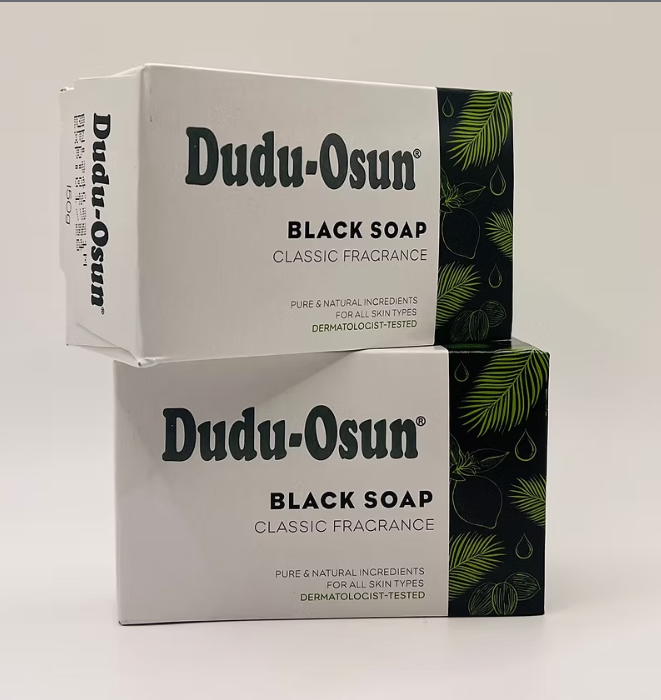 Dudu-Osun®
BLACK SOAP
CLASSIC FRAGRANCE
PURE & NATURAL INGREDIENTS
FOR ALL SKIN TYPES
DERMATOLOGIST-TESTED
Dudu-Osun®
150g
Dudu-Osun®
BLACK SOAP
CLASSIC FRAGRANCE
PURE & NATURAL INGREDIENTS
FOR ALL SKIN TYPES
DERMATOLOGIST-TESTED